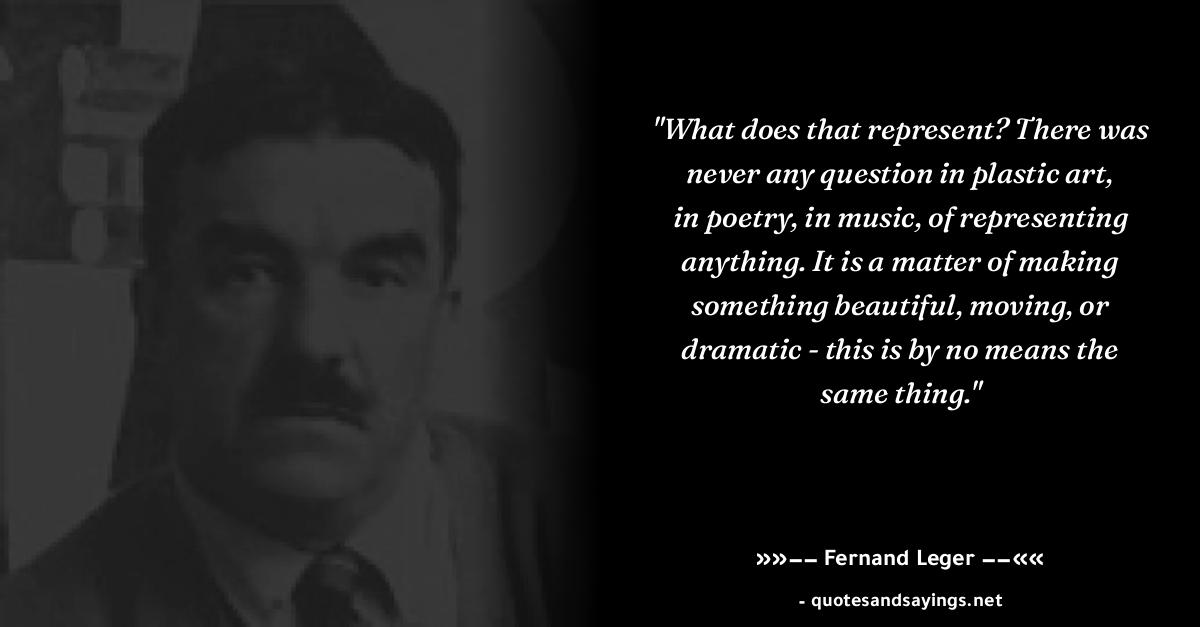 "What does that represent? There was
never any question in plastic art,
in poetry, in music, of representing
anything. It is a matter of making
something beautiful, moving, or
dramatic - this is by no means the
same thing."
»»−− Fernand Leger −−««
- quotesandsayings.net